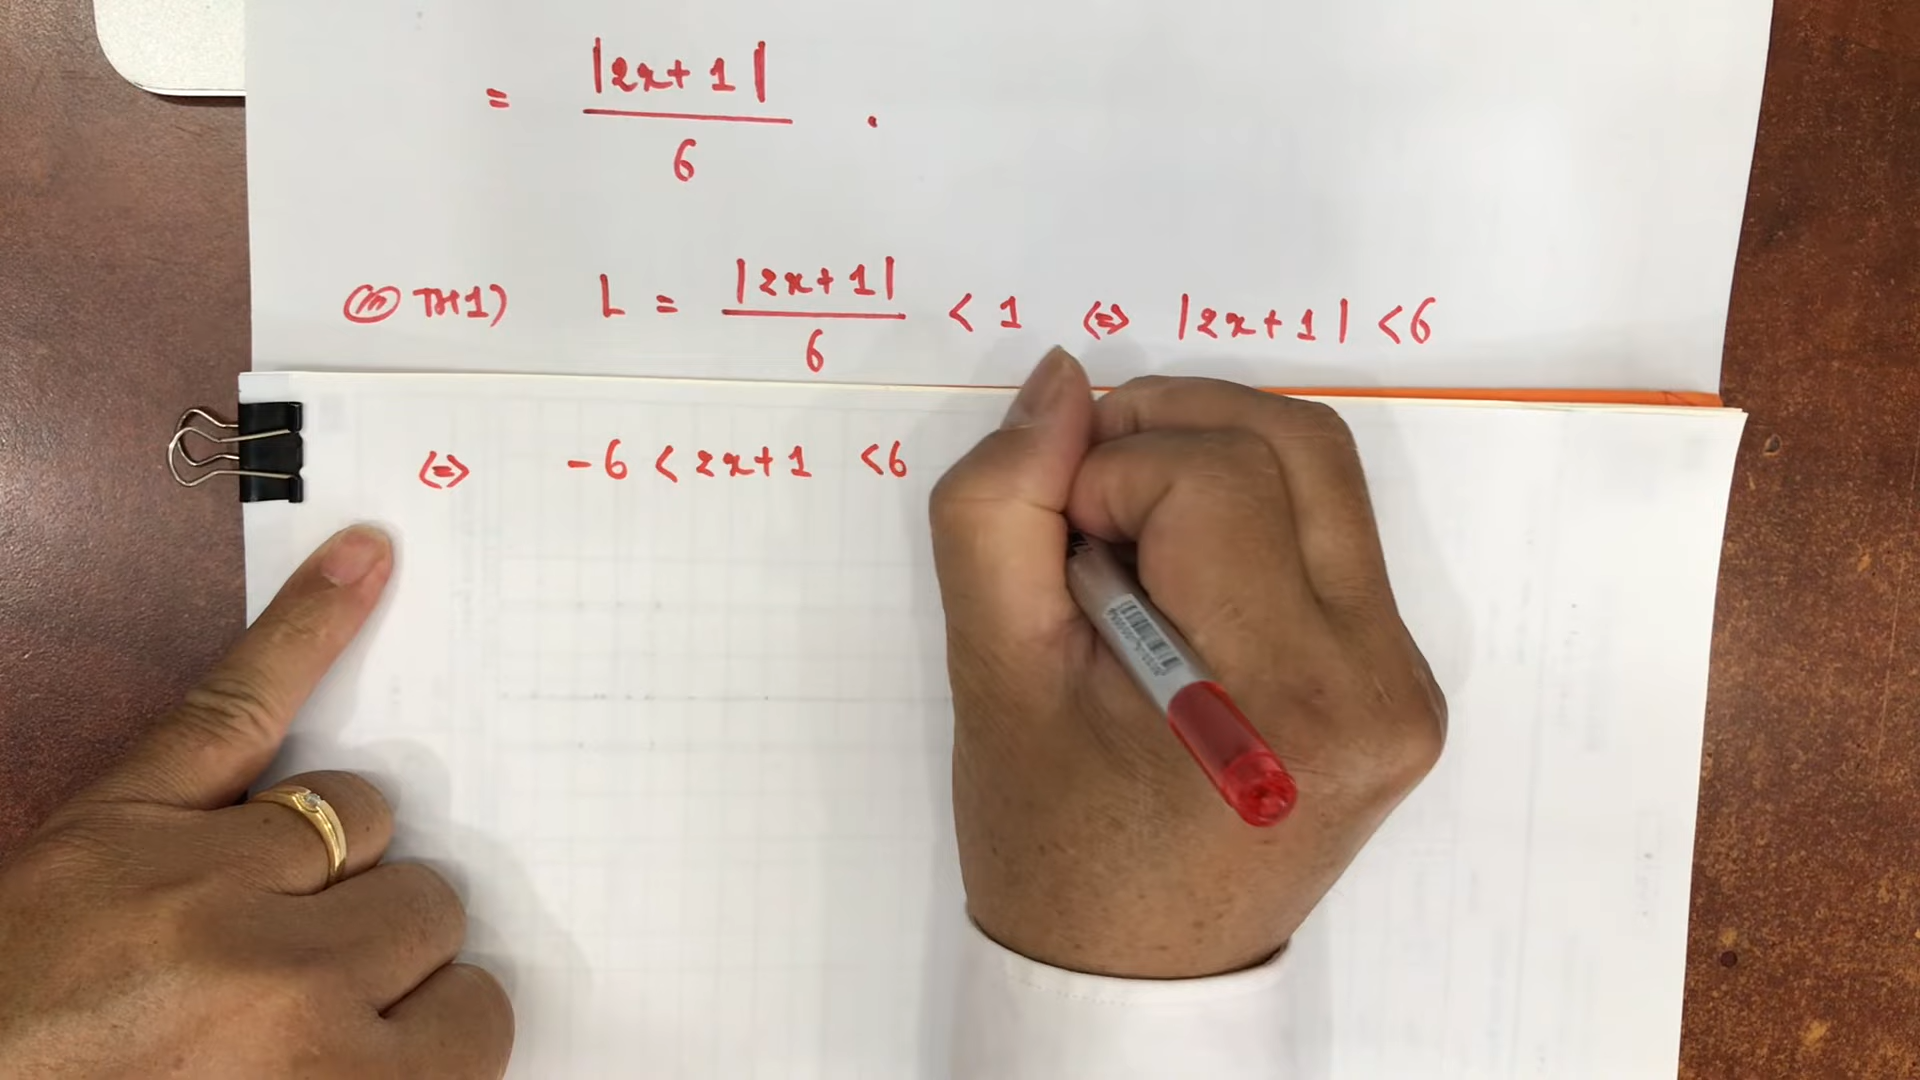 = |2x+1| / 6 .
TH1) L = |2x+1| / 6 < 1 <=> |2x+1| < 6
<=> -6 < 2x+1 < 6